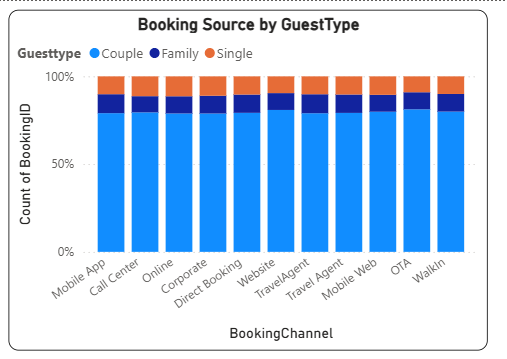 Booking Source by GuestType
Guesttype Couple Family Single
100%
50%
0%
Count of BookingID
Mobile App
Call Center
Online
Corporate
Direct Booking
Website
TravelAgent
Travel Agent
Mobile Web
OTA
WalkIn
BookingChannel